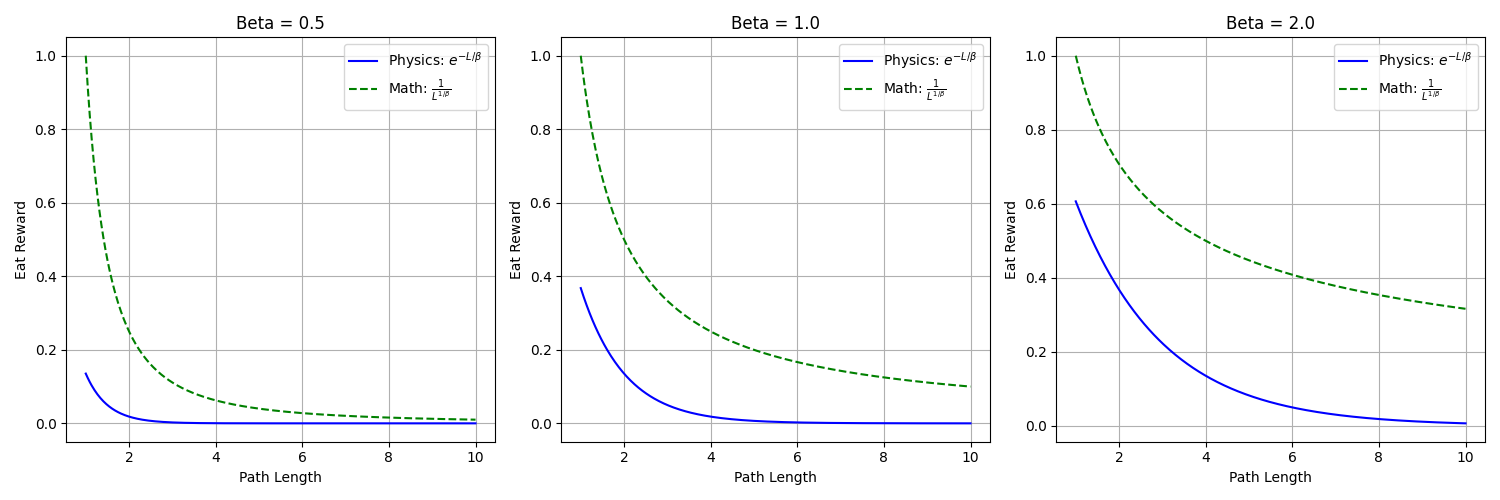 Beta = 0.5
Physics: $e^{-L/β}$
Math: $\frac{1}{L^{1/β}}$
Eat Reward
1.0
0.8
0.6
0.4
0.2
0.0
2
4
6
8
10
Path Length
Beta = 1.0
Physics: $e^{-L/β}$
Math: $\frac{1}{L^{1/β}}$
Eat Reward
1.0
0.8
0.6
0.4
0.2
0.0
2
4
6
8
10
Path Length
Beta = 2.0
Physics: $e^{-L/β}$
Math: $\frac{1}{L^{1/β}}$
Eat Reward
1.0
0.8
0.6
0.4
0.2
0.0
2
4
6
8
10
Path Length